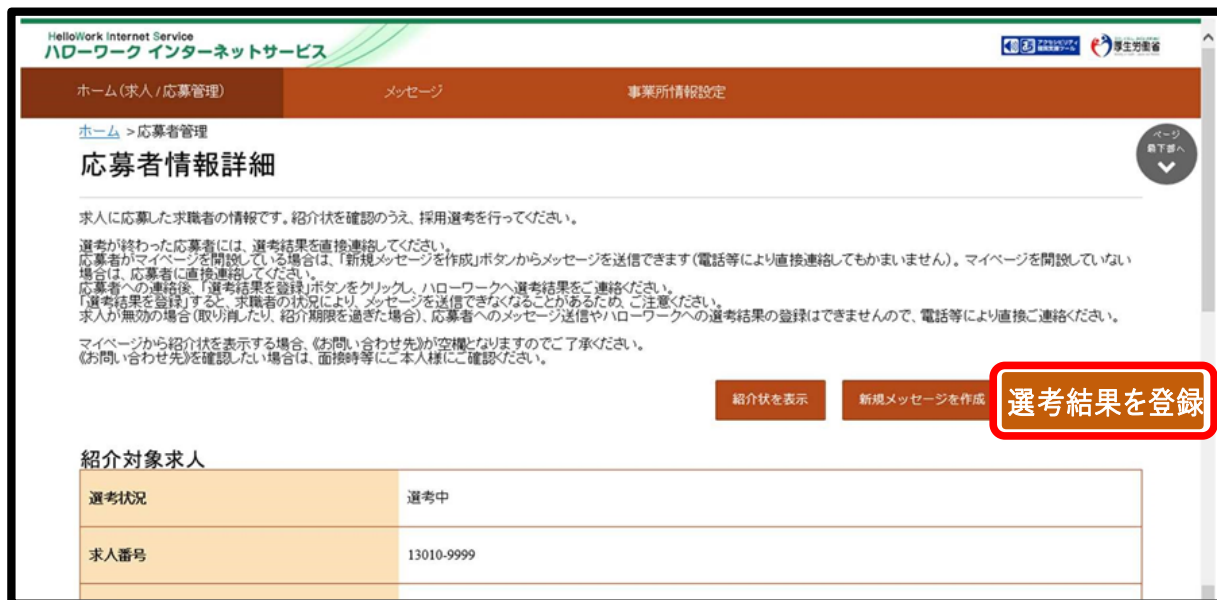 HelloWork Internet Service
ハローワーク インターネットサービス
厚生労働省
ホーム(求人/応募管理) メッセージ 事業所情報設定
ホーム >応募者管理
ページ
最下部へ
応募者情報詳細
求人に応募した求職者の情報です。紹介状を確認のうえ、採用選考を行ってください。
選考が終わった応募者には、選考結果を直接連絡してください。
応募者がマイページを開設している場合は、「新規メッセージを作成」ボタンからメッセージを送信できます(電話等により直接連絡してもかまいません)。マイページを開設していない
場合は、応募者に直接連絡してください。
応募者への連絡後、「選考結果を登録」ボタンをクリックし、ハローワークへ選考結果をご連絡ください。
「選考結果を登録」すると、求職者の状況により、メッセージを送信できなくなることがあるため、ご注意ください。
求人が無効の場合(取り消したり、紹介期限を過ぎた場合)、応募者へのメッセージ送信やハローワークへの選考結果の登録はできませんので、電話等により直接ご連絡ください。
マイページから紹介状を表示する場合、《お問い合わせ先》が空欄となりますのでご了承ください。
《お問い合わせ先》を確認したい場合は、面接時等にご本人様にご確認ください。
紹介状を表示 新規メッセージを作成 選考結果を登録
紹介対象求人
選考状況 選考中
求人番号 13010-9999